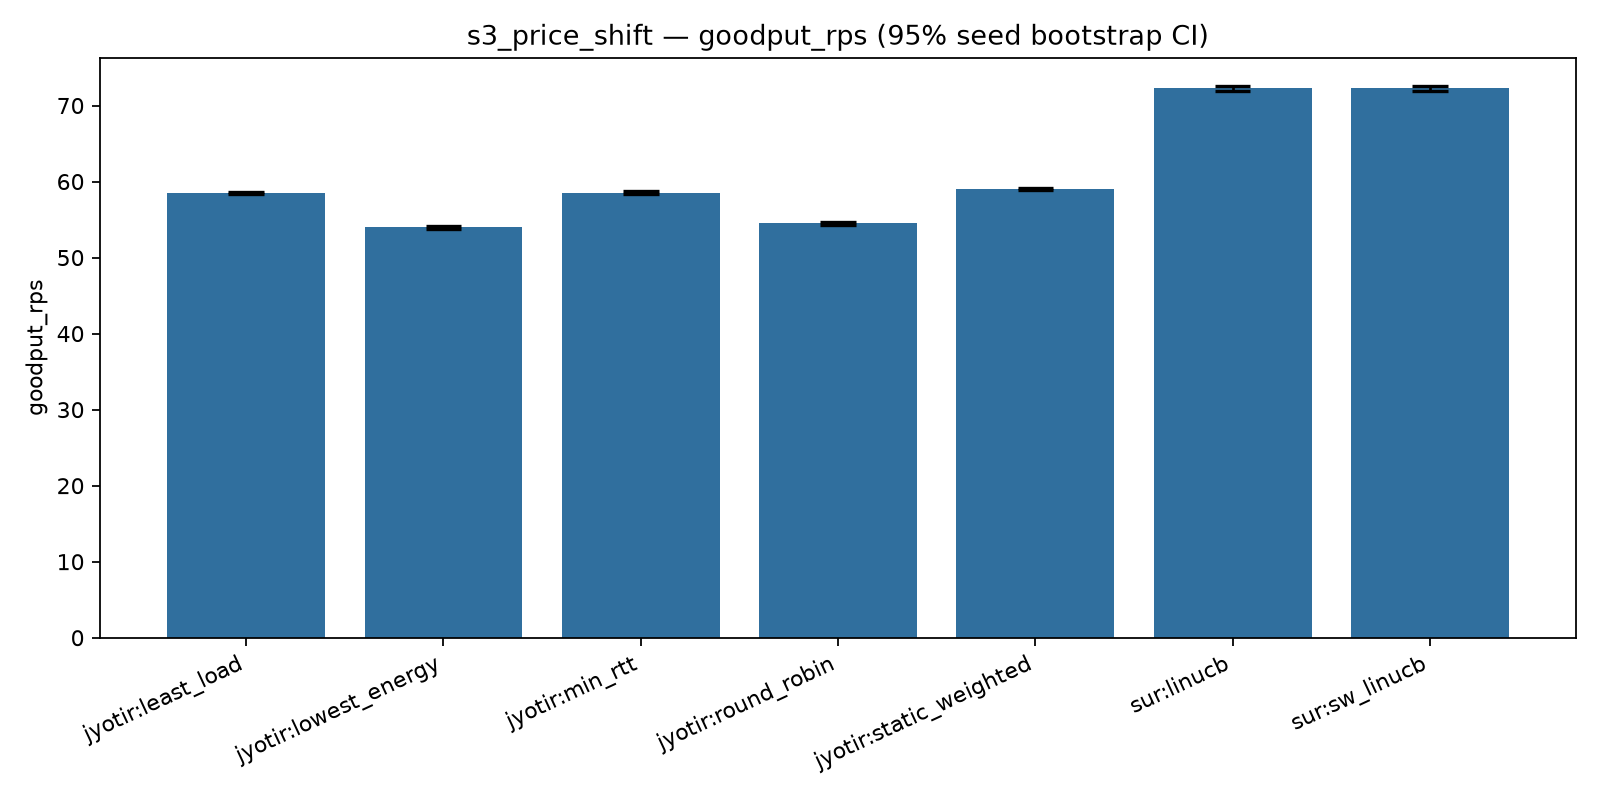 s3_price_shift — goodput_rps (95% seed bootstrap CI)
goodput_rps
70
60
50
40
30
20
10
0
jyotir:least_load
jyotir:lowest_energy
jyotir:min_rtt
jyotir:round_robin
jyotir:static_weighted
sur:linucb
sur:sw_linucb